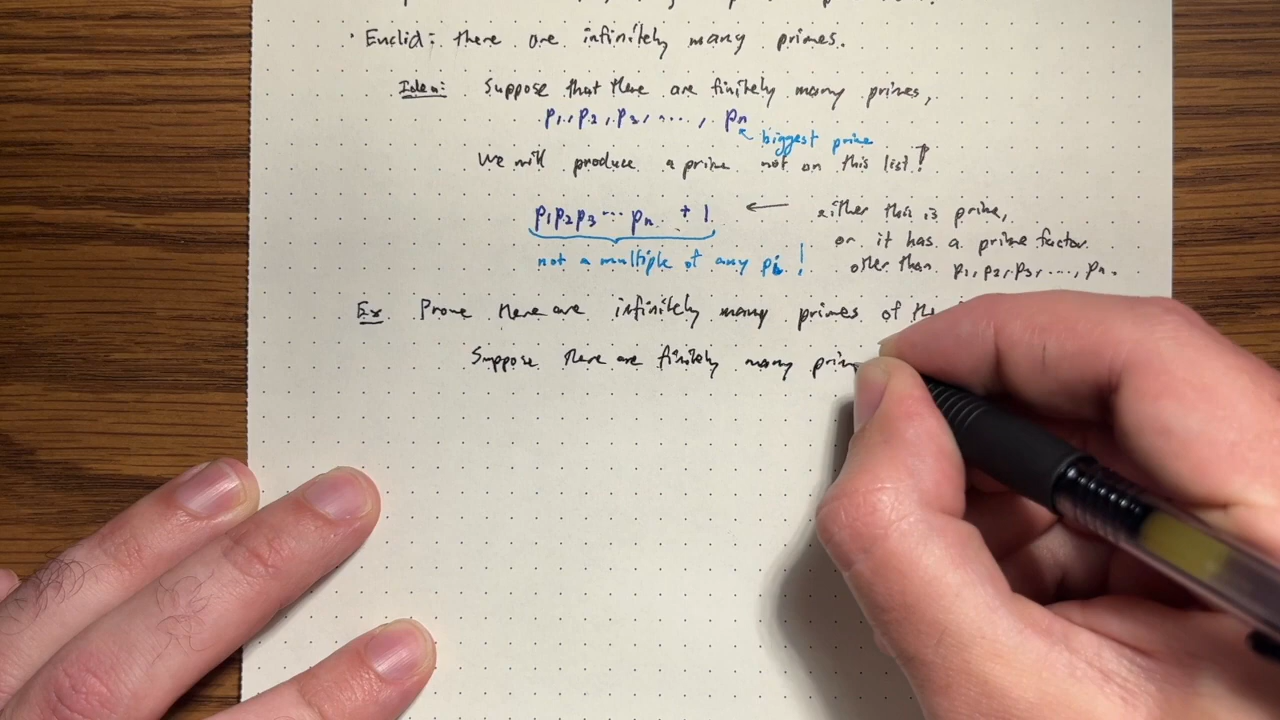 · Euclid: there are infinitely many primes.
Idea: Suppose that there are finitely many primes,
p₁, p₂, p₃, ..., pₙ
biggest prime
We will produce a prime not on this list!
p₁p₂p₃ ... pₙ + 1 ← either this is prime,
or it has a prime factor
not a multiple of any pᵢ! other than p₁, p₂, p₃, ..., pₙ.
Ex Prove there are infinitely many primes of the
Suppose there are finitely many prim